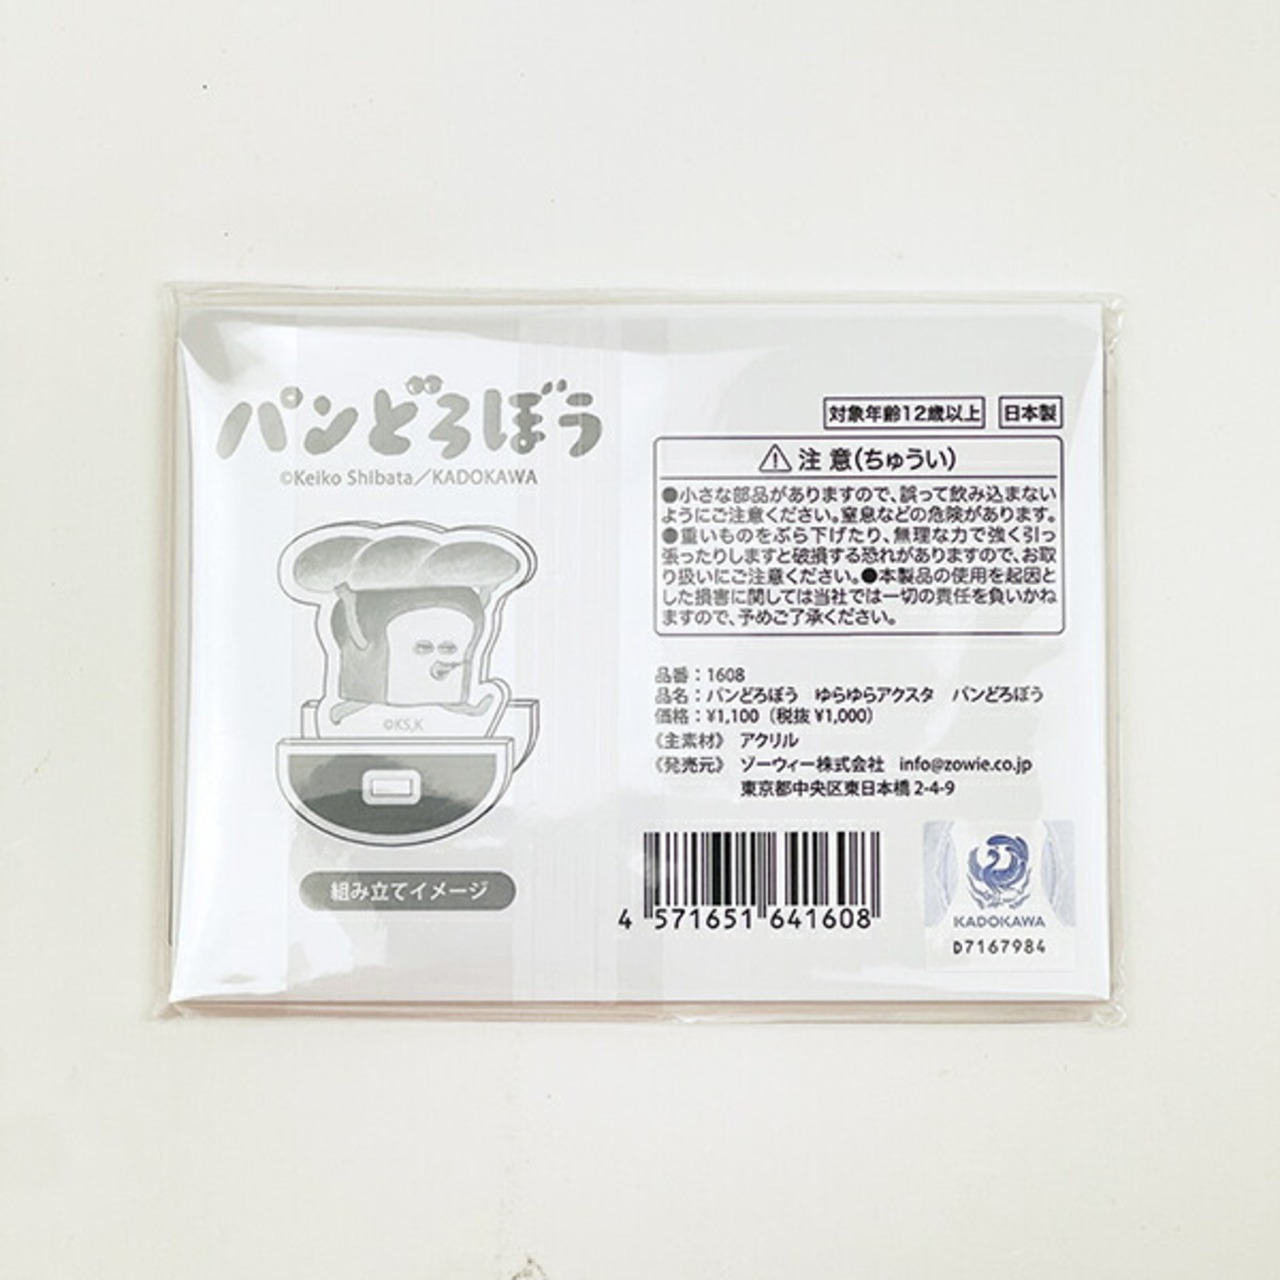 パンどろぼう
©Keiko Shibata／KADOKAWA
©KS,K
組み立てイメージ
対象年齢12歳以上 日本製
注 意(ちゅうい)
●小さな部品がありますので、誤って飲み込まない
ようにご注意ください。窒息などの危険があります。
●重いものをぶら下げたり、無理な力で強く引っ
張ったりしますと破損する恐れがありますので、お取
り扱いにご注意ください。●本製品の使用を起因と
した損害に関しては当社では一切の責任を負いかね
ますので、予めご了承ください。
品番：1608
品名：パンどろぼう　ゆらゆらアクスタ　パンどろぼう
価格：¥1,100（税抜 ¥1,000）
《主素材》 アクリル
《発売元》 ゾーウィー株式会社　info@zowie.co.jp
東京都中央区東日本橋 2-4-9
4 571651 641608
KADOKAWA
D7167984